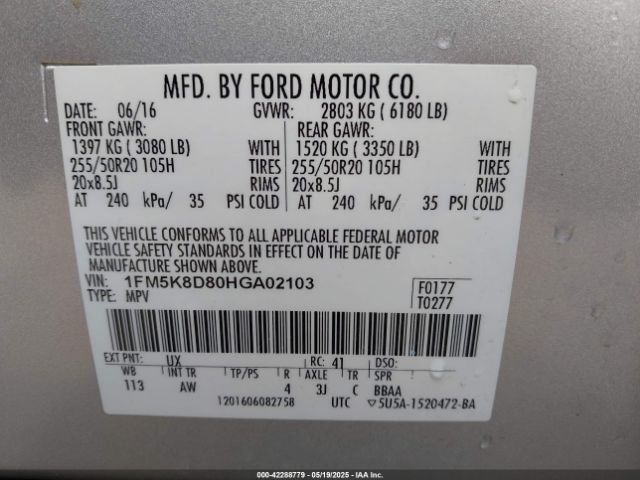 MFD. BY FORD MOTOR CO.
DATE: 06/16 GVWR: 2803 KG ( 6180 LB)
FRONT GAWR: REAR GAWR:
1397 KG ( 3080 LB) WITH 1520 KG ( 3350 LB) WITH
255/50R20 105H TIRES 255/50R20 105H TIRES
20x8.5J RIMS 20x8.5J RIMS
AT 240 kPa/ 35 PSI COLD AT 240 kPa/ 35 PSI COLD
THIS VEHICLE CONFORMS TO ALL APPLICABLE FEDERAL MOTOR
VEHICLE SAFETY STANDARDS IN EFFECT ON THE DATE OF
MANUFACTURE SHOWN ABOVE.
VIN: 1FM5K8D80HGA02103 F0177
TYPE: MPV T0277
EXT PNT: UX RC: 41 DSO:
WB INT TR TP/PS R AXLE TR SPR
113 AW 4 3J C BBAA
1201606082758 UTC ▽5U5A-1520472-BA
000-42288779 - 05/19/2025 - IAAI.COM